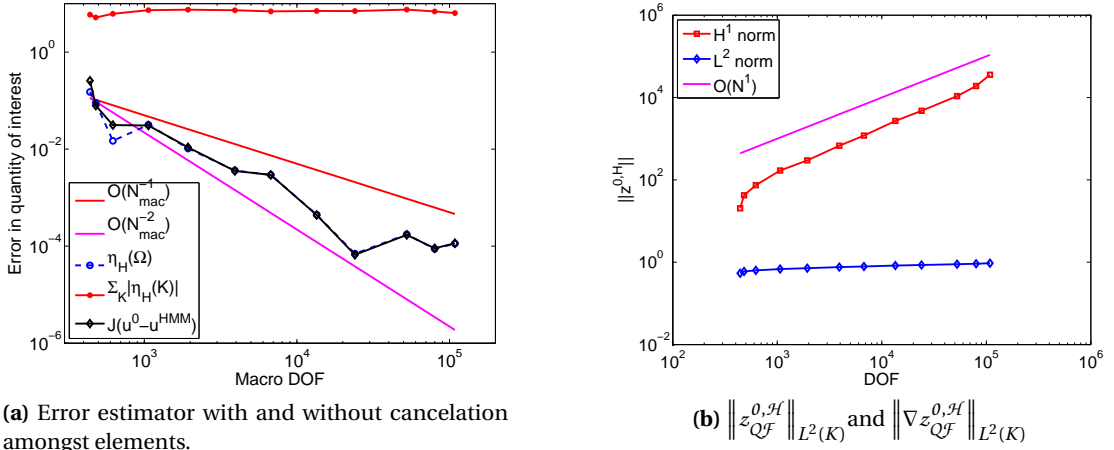 10^0
10^-2
10^-4
10^-6
Error in quantity of interest
O(N_mac^-1)
O(N_mac^-2)
η_H(Ω)
Σ_K|η_H(K)|
J(u^0−u^HMM)
10^3 10^4 10^5
Macro DOF
(a) Error estimator with and without cancelation
amongst elements.
10^6
10^4
10^2
10^0
10^-2
||z^0,H||
H^1 norm
L^2 norm
O(N^1)
10^2 10^3 10^4 10^5 10^6
DOF
(b) ‖z_𝒬ℱ^0,ℋ‖_L^2(K) and ‖∇z_𝒬ℱ^0,ℋ‖_L^2(K)